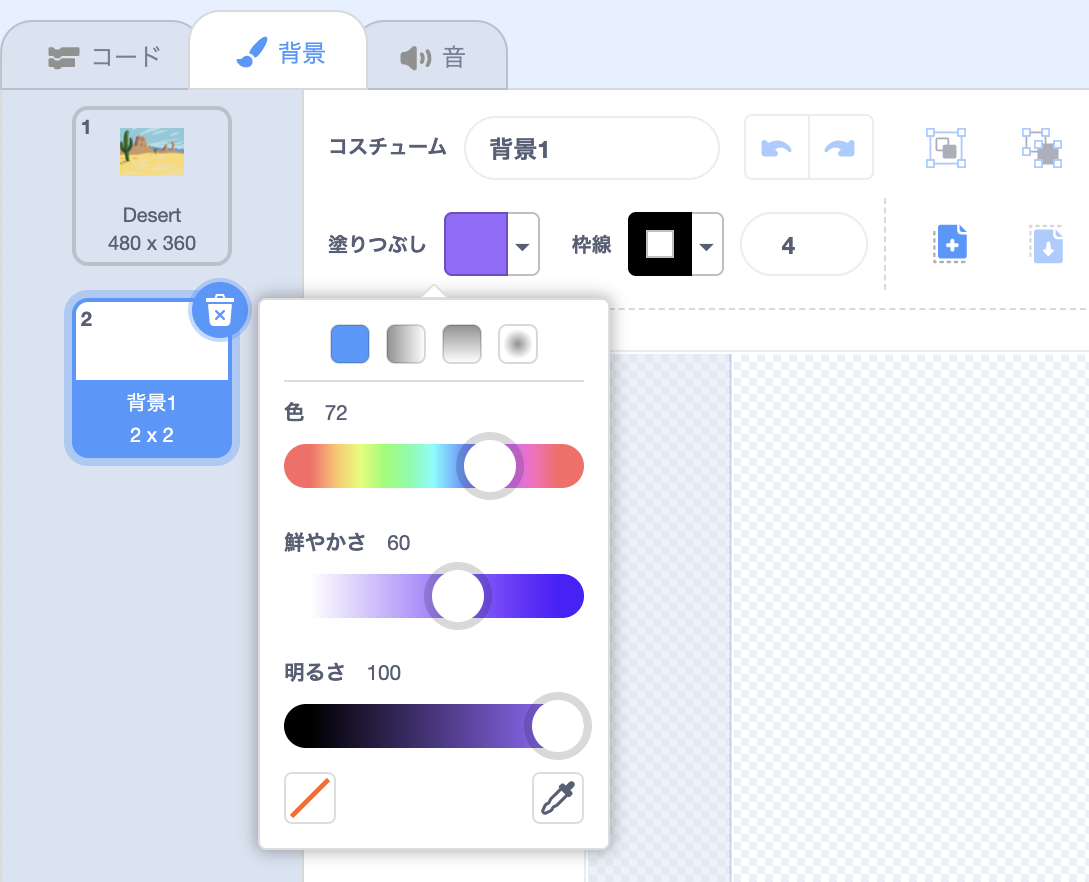 コード
背景
音
1
Desert
480 x 360
2
背景1
2 x 2
コスチューム
背景1
塗りつぶし
枠線
4
色 72
鮮やかさ 60
明るさ 100